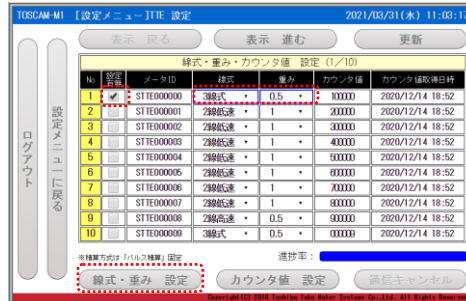 TOSCAM-M1 【設定メニュー】TTE 設定 2021/03/31(水) 11:03:17
表示 戻る 表示 進む 更新
ログアウト
設定メニューに戻る
線式・重み・カウンタ値 設定 (1/10)
No 設定有無 メータID 線式 重み カウンタ値 カウンタ値取得日時
1 STTE000000 3線式 0.5 100000 2020/12/14 18:52
2 STTE000001 2線低速 1 200000 2020/12/14 18:52
3 STTE000002 2線低速 1 300000 2020/12/14 18:52
4 STTE000003 2線低速 1 400000 2020/12/14 18:52
5 STTE000004 2線低速 1 500000 2020/12/14 18:52
6 STTE000005 2線低速 1 600000 2020/12/14 18:52
7 STTE000006 2線低速 1 700000 2020/12/14 18:52
8 STTE000007 2線低速 1 800000 2020/12/14 18:52
9 STTE000008 2線高速 0.5 900000 2020/12/14 18:52
10 STTE000009 3線式 0.5 000009 2020/12/14 18:52
※積算方式は「パルス積算」固定 進捗率:
線式・重み 設定 カウンタ値 設定 通信キャンセル
Copyright(C) 2018 Toshiba Toko Meter Systems Co.,Ltd. All Rights Reserved